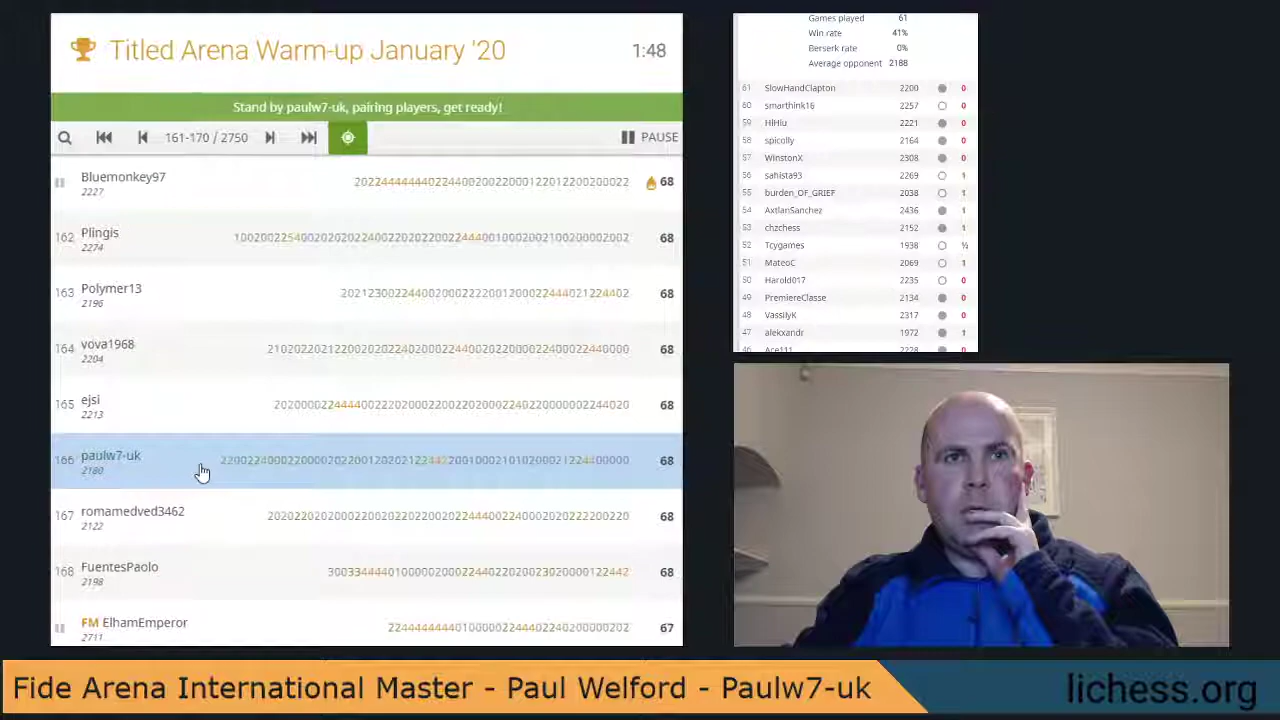 Titled Arena Warm-up January '20 1:48
Stand by paulw7-uk, pairing players, get ready!
161-170 / 2750 PAUSE
Bluemonkey97 68
2227
162 Plingis 68
2274
163 Polymer13 68
2196
164 vova1968 68
2204
165 ejsi 68
2213
166 paulw7-uk 68
2180
167 romamedved3462 68
2122
168 FuentesPaolo 68
2198
FM ElhamEmperor 67
2711
Games played 61
Win rate 41%
Berserk rate 0%
Average opponent 2188
61 SlowHandClapton 2200 0
60 smarthink16 2257 0
59 HiHiu 2221 0
58 spicolly 2164 0
57 WinstonX 2308 0
56 sahista93 2269 1
55 burden_OF_GRIEF 2038 1
54 AxtlanSanchez 2436 1
53 chzchess 2152 1
52 Tcygames 1938 ½
51 MateoC 2069 1
50 Harold017 2235 0
49 PremiereClasse 2134 0
48 VassilyK 2317 0
47 alekxandr 1972 1
46 Ace111 2228 0
Fide Arena International Master - Paul Welford - Paulw7-uk
lichess.org